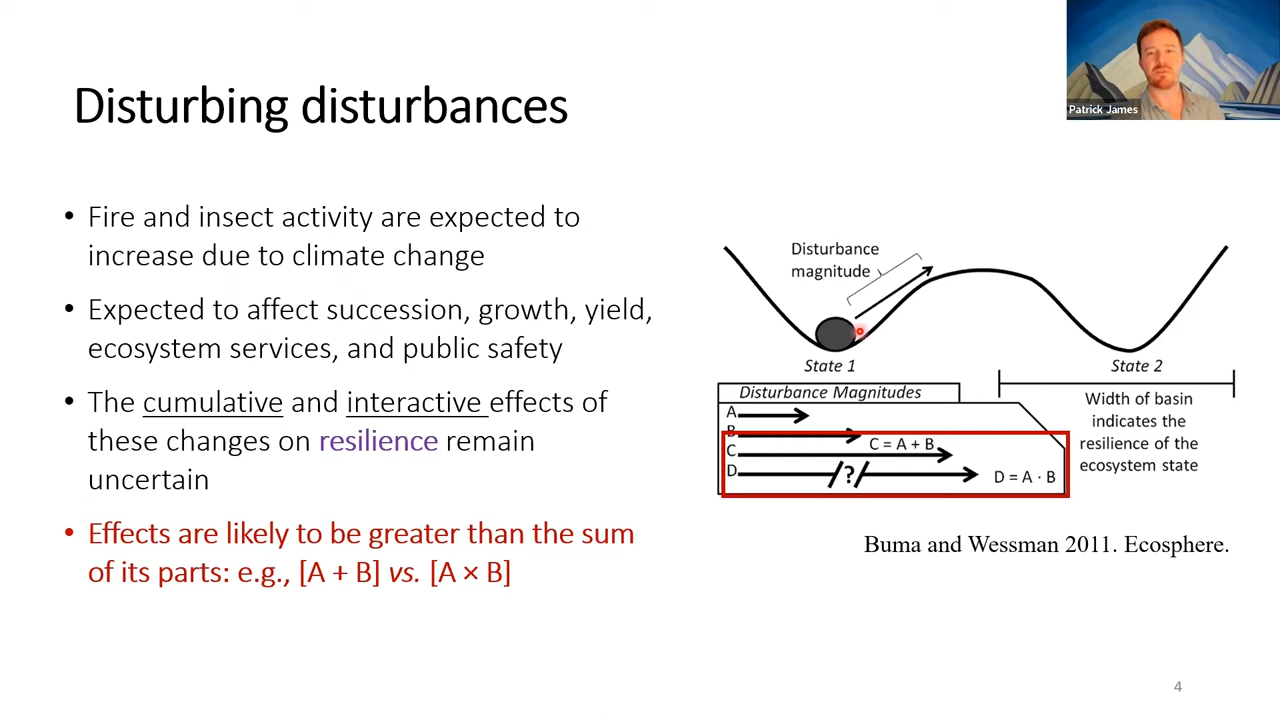 Patrick James
Disturbing disturbances
• Fire and insect activity are expected to
increase due to climate change
• Expected to affect succession, growth, yield,
ecosystem services, and public safety
• The cumulative and interactive effects of
these changes on resilience remain
uncertain
• Effects are likely to be greater than the sum
of its parts: e.g., [A + B] vs. [A × B]
Disturbance
magnitude
State 1
State 2
Disturbance Magnitudes
A
B
C
C = A + B
D
?
D = A · B
Width of basin
indicates the
resilience of the
ecosystem state
Buma and Wessman 2011. Ecosphere.
4